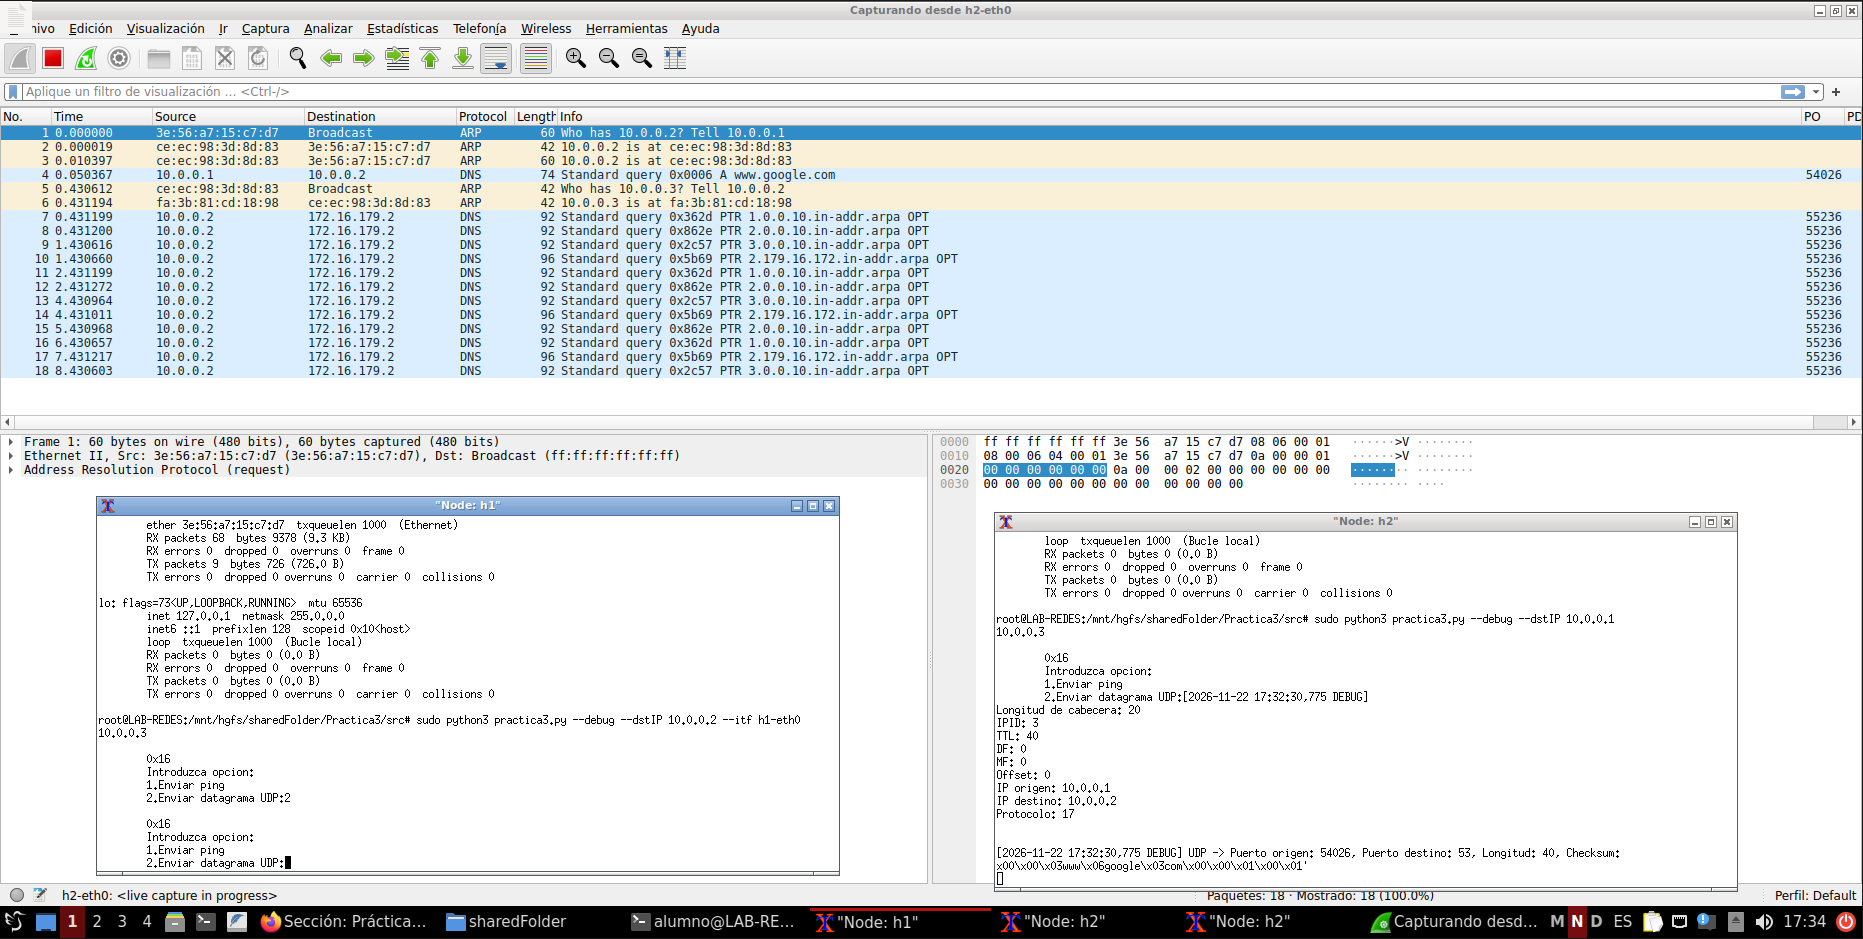 Capturando desde h2-eth0
hivo Edición Visualización Ir Captura Analizar Estadísticas Telefonía Wireless Herramientas Ayuda
Aplique un filtro de visualización … <Ctrl-/>
No. Time Source Destination Protocol Length Info PO PD
1 0.000000 3e:56:a7:15:c7:d7 Broadcast ARP 60 Who has 10.0.0.2? Tell 10.0.0.1
2 0.000019 ce:ec:98:3d:8d:83 3e:56:a7:15:c7:d7 ARP 42 10.0.0.2 is at ce:ec:98:3d:8d:83
3 0.010397 ce:ec:98:3d:8d:83 3e:56:a7:15:c7:d7 ARP 60 10.0.0.2 is at ce:ec:98:3d:8d:83
4 0.050367 10.0.0.1 10.0.0.2 DNS 74 Standard query 0x0006 A www.google.com 54026
5 0.430612 ce:ec:98:3d:8d:83 Broadcast ARP 42 Who has 10.0.0.3? Tell 10.0.0.2
6 0.431194 fa:3b:81:cd:18:98 ce:ec:98:3d:8d:83 ARP 42 10.0.0.3 is at fa:3b:81:cd:18:98
7 0.431199 10.0.0.2 172.16.179.2 DNS 92 Standard query 0x362d PTR 1.0.0.10.in-addr.arpa OPT 55236
8 0.431200 10.0.0.2 172.16.179.2 DNS 92 Standard query 0x862e PTR 2.0.0.10.in-addr.arpa OPT 55236
9 1.430616 10.0.0.2 172.16.179.2 DNS 92 Standard query 0x2c57 PTR 3.0.0.10.in-addr.arpa OPT 55236
10 1.430660 10.0.0.2 172.16.179.2 DNS 96 Standard query 0x5b69 PTR 2.179.16.172.in-addr.arpa OPT 55236
11 2.431199 10.0.0.2 172.16.179.2 DNS 92 Standard query 0x362d PTR 1.0.0.10.in-addr.arpa OPT 55236
12 2.431272 10.0.0.2 172.16.179.2 DNS 92 Standard query 0x862e PTR 2.0.0.10.in-addr.arpa OPT 55236
13 4.430964 10.0.0.2 172.16.179.2 DNS 92 Standard query 0x2c57 PTR 3.0.0.10.in-addr.arpa OPT 55236
14 4.431011 10.0.0.2 172.16.179.2 DNS 96 Standard query 0x5b69 PTR 2.179.16.172.in-addr.arpa OPT 55236
15 5.430968 10.0.0.2 172.16.179.2 DNS 92 Standard query 0x862e PTR 2.0.0.10.in-addr.arpa OPT 55236
16 6.430657 10.0.0.2 172.16.179.2 DNS 92 Standard query 0x362d PTR 1.0.0.10.in-addr.arpa OPT 55236
17 7.431217 10.0.0.2 172.16.179.2 DNS 96 Standard query 0x5b69 PTR 2.179.16.172.in-addr.arpa OPT 55236
18 8.430603 10.0.0.2 172.16.179.2 DNS 92 Standard query 0x2c57 PTR 3.0.0.10.in-addr.arpa OPT 55236
Frame 1: 60 bytes on wire (480 bits), 60 bytes captured (480 bits)
Ethernet II, Src: 3e:56:a7:15:c7:d7 (3e:56:a7:15:c7:d7), Dst: Broadcast (ff:ff:ff:ff:ff:ff)
Address Resolution Protocol (request)
0000 ff ff ff ff ff ff 3e 56 a7 15 c7 d7 08 06 00 01 ······>V ········
0010 08 00 06 04 00 01 3e 56 a7 15 c7 d7 0a 00 00 01 ······>V ········
0020 00 00 00 00 00 00 0a 00 00 02 00 00 00 00 00 00 ········ ········
0030 00 00 00 00 00 00 00 00 00 00 00 00 ········ ····
"Node: h1"
ether 3e:56:a7:15:c7:d7 txqueuelen 1000 (Ethernet)
RX packets 68 bytes 9378 (9.3 KB)
RX errors 0 dropped 0 overruns 0 frame 0
TX packets 9 bytes 726 (726.0 B)
TX errors 0 dropped 0 overruns 0 carrier 0 collisions 0
lo: flags=73<UP,LOOPBACK,RUNNING> mtu 65536
inet 127.0.0.1 netmask 255.0.0.0
inet6 ::1 prefixlen 128 scopeid 0x10<host>
loop txqueuelen 1000 (Bucle local)
RX packets 0 bytes 0 (0.0 B)
RX errors 0 dropped 0 overruns 0 frame 0
TX packets 0 bytes 0 (0.0 B)
TX errors 0 dropped 0 overruns 0 carrier 0 collisions 0
root@LAB-REDES:/mnt/hgfs/sharedFolder/Practica3/src# sudo python3 practica3.py --debug --dstIP 10.0.0.2 --itf h1-eth0
10.0.0.3
0x16
Introduzca opcion:
1.Enviar ping
2.Enviar datagrama UDP:2
0x16
Introduzca opcion:
1.Enviar ping
2.Enviar datagrama UDP:
"Node: h2"
loop txqueuelen 1000 (Bucle local)
RX packets 0 bytes 0 (0.0 B)
RX errors 0 dropped 0 overruns 0 frame 0
TX packets 0 bytes 0 (0.0 B)
TX errors 0 dropped 0 overruns 0 carrier 0 collisions 0
root@LAB-REDES:/mnt/hgfs/sharedFolder/Practica3/src# sudo python3 practica3.py --debug --dstIP 10.0.0.1
10.0.0.3
0x16
Introduzca opcion:
1.Enviar ping
2.Enviar datagrama UDP:[2026-11-22 17:32:30,775 DEBUG]
Longitud de cabecera: 20
IPID: 3
TTL: 40
DF: 0
MF: 0
Offset: 0
IP origen: 10.0.0.1
IP destino: 10.0.0.2
Protocolo: 17
[2026-11-22 17:32:30,775 DEBUG] UDP -> Puerto origen: 54026, Puerto destino: 53, Longitud: 40, Checksum:
x00\x00\x03www\x06google\x03com\x00\x00\x01\x00\x01'
h2-eth0: <live capture in progress>
Paquetes: 18 · Mostrado: 18 (100.0%)
Perfil: Default
1 2 3 4 Sección: Práctica... sharedFolder alumno@LAB-RE... "Node: h1" "Node: h2" "Node: h2" Capturando desd... M N D ES 17:34